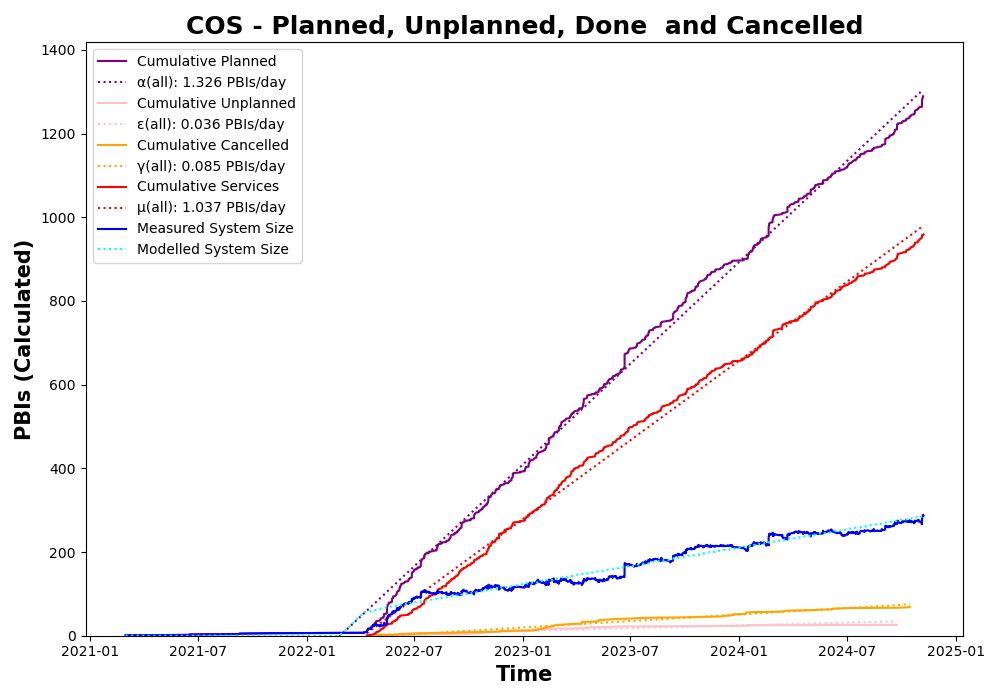 COS - Planned, Unplanned, Done  and Cancelled
PBIs (Calculated)
1400
1200
1000
800
600
400
200
0
Cumulative Planned
α(all): 1.326 PBIs/day
Cumulative Unplanned
ε(all): 0.036 PBIs/day
Cumulative Cancelled
γ(all): 0.085 PBIs/day
Cumulative Services
μ(all): 1.037 PBIs/day
Measured System Size
Modelled System Size
2021-01 2021-07 2022-01 2022-07 2023-01 2023-07 2024-01 2024-07 2025-01
Time